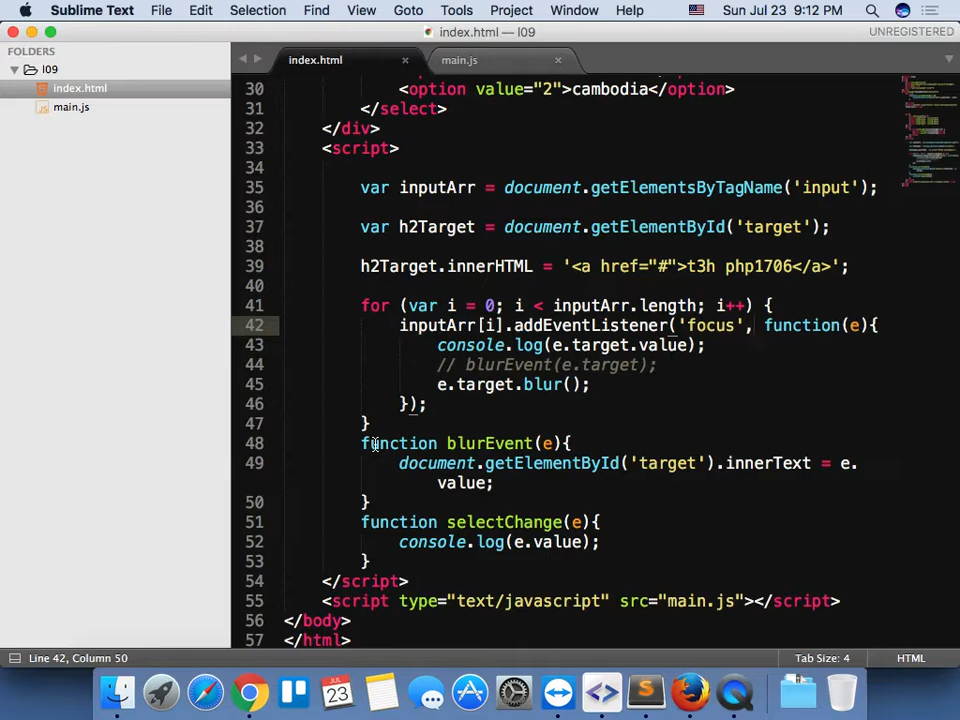 Sublime Text File Edit Selection Find View Goto Tools Project Window Help Sun Jul 23 9:12 PM
index.html — l09 UNREGISTERED
FOLDERS
l09
index.html
main.js
index.html × main.js ×
30 <option value="2">cambodia</option>
31 </select>
32 </div>
33 <script>
34
35 var inputArr = document.getElementsByTagName('input');
36
37 var h2Target = document.getElementById('target');
38
39 h2Target.innerHTML = '<a href="#">t3h php1706</a>';
40
41 for (var i = 0; i < inputArr.length; i++) {
42 inputArr[i].addEventListener('focus', function(e){
43 console.log(e.target.value);
44 // blurEvent(e.target);
45 e.target.blur();
46 });
47 }
48 function blurEvent(e){
49 document.getElementById('target').innerText = e.
value;
50 }
51 function selectChange(e){
52 console.log(e.value);
53 }
54 </script>
55 <script type="text/javascript" src="main.js"></script>
56 </body>
57 </html>
Line 42, Column 50 Tab Size: 4 HTML
JUL
23